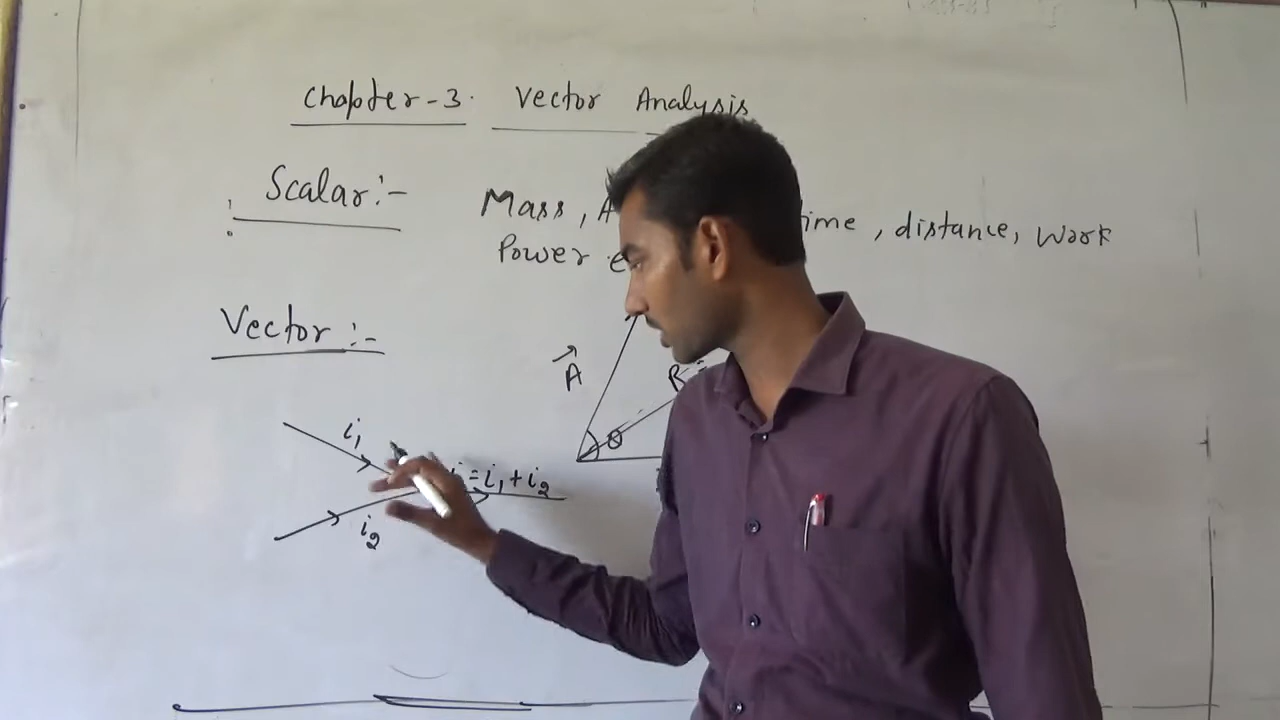 Chapter-3. Vector Analysis
Scalar:- Mass, ime, distance, Work
Power
Vector:-
A
R =
θ
i₁
i = i₁ + i₂
i₂